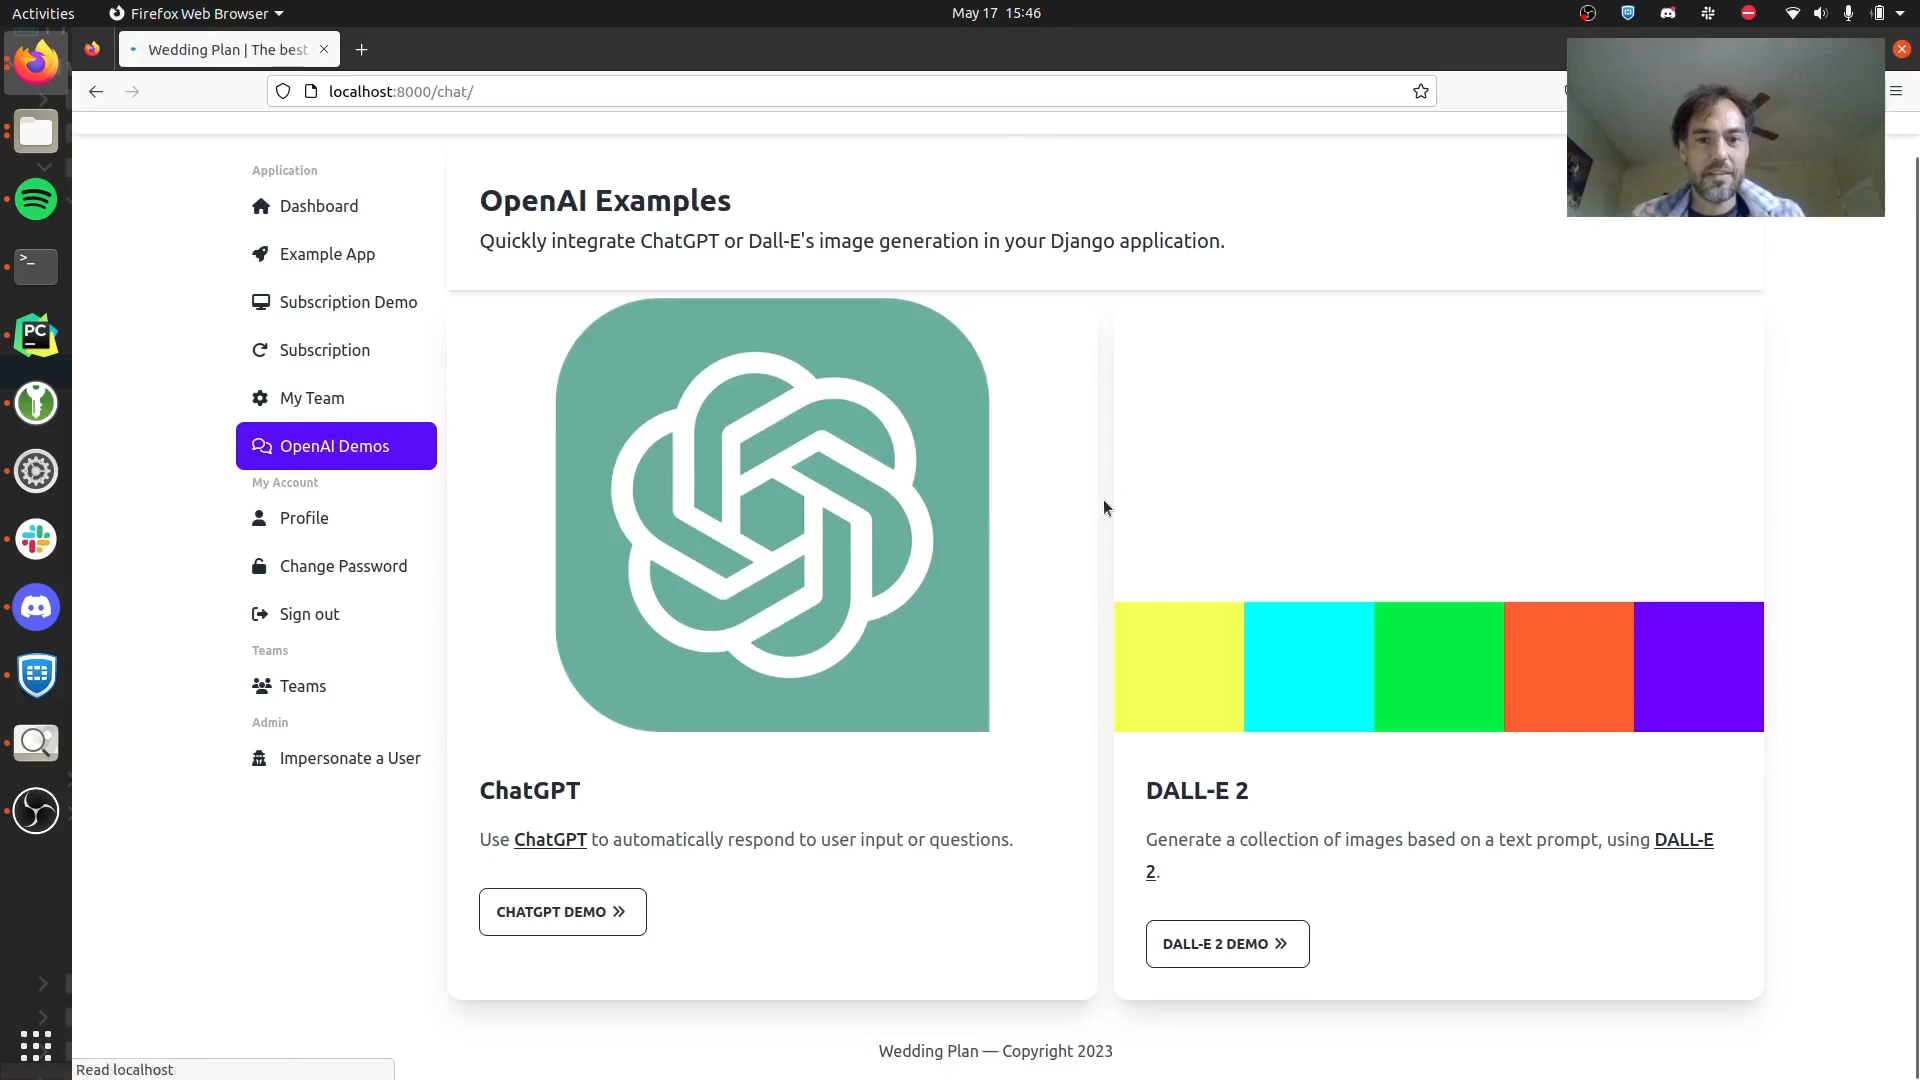 Activities
Firefox Web Browser
May 17 15:46
Wedding Plan | The best
localhost:8000/chat/
Application
Dashboard
Example App
Subscription Demo
Subscription
My Team
OpenAI Demos
My Account
Profile
Change Password
Sign out
Teams
Teams
Admin
Impersonate a User
OpenAI Examples
Quickly integrate ChatGPT or Dall-E's image generation in your Django application.
ChatGPT
Use ChatGPT to automatically respond to user input or questions.
CHATGPT DEMO
DALL-E 2
Generate a collection of images based on a text prompt, using DALL-E
2.
DALL-E 2 DEMO
Wedding Plan — Copyright 2023
Read localhost
PC